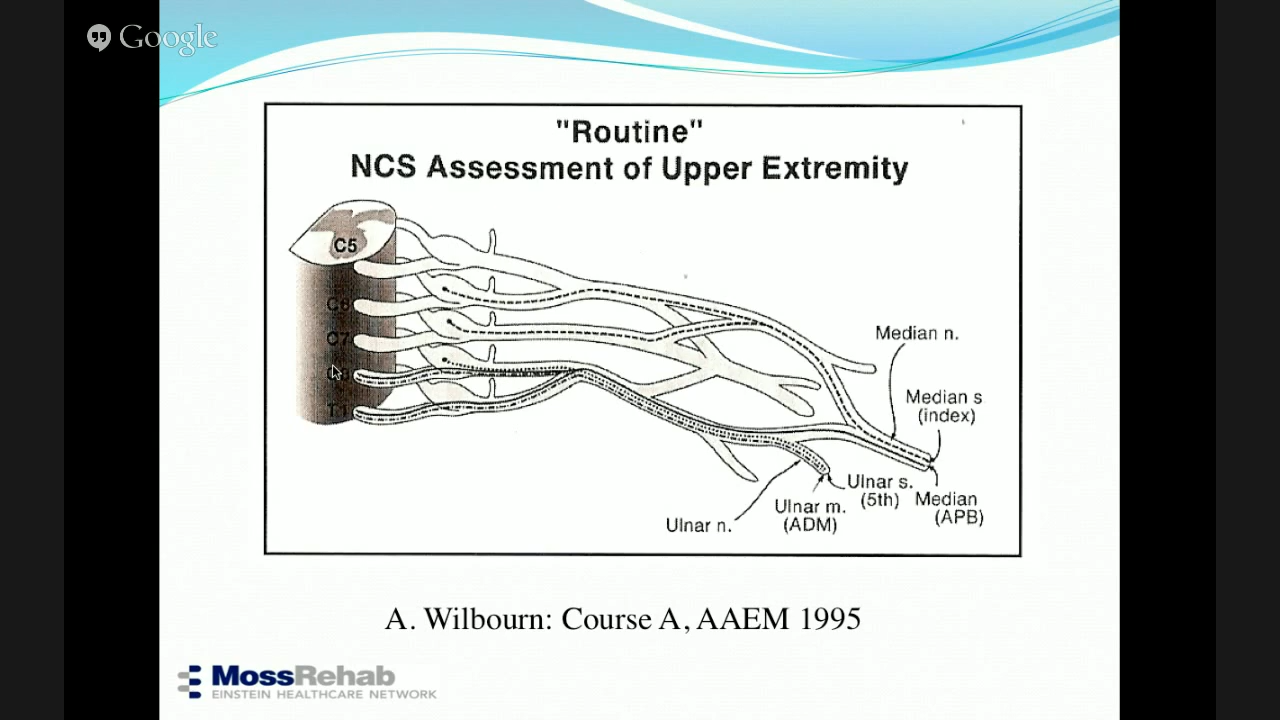 Google
"Routine"
NCS Assessment of Upper Extremity
C5
C6
C7
T1
Median n.
Median s
(index)
Ulnar s.
(5th)
Median
(APB)
Ulnar m.
(ADM)
Ulnar n.
A. Wilbourn: Course A, AAEM 1995
MossRehab
EINSTEIN HEALTHCARE NETWORK